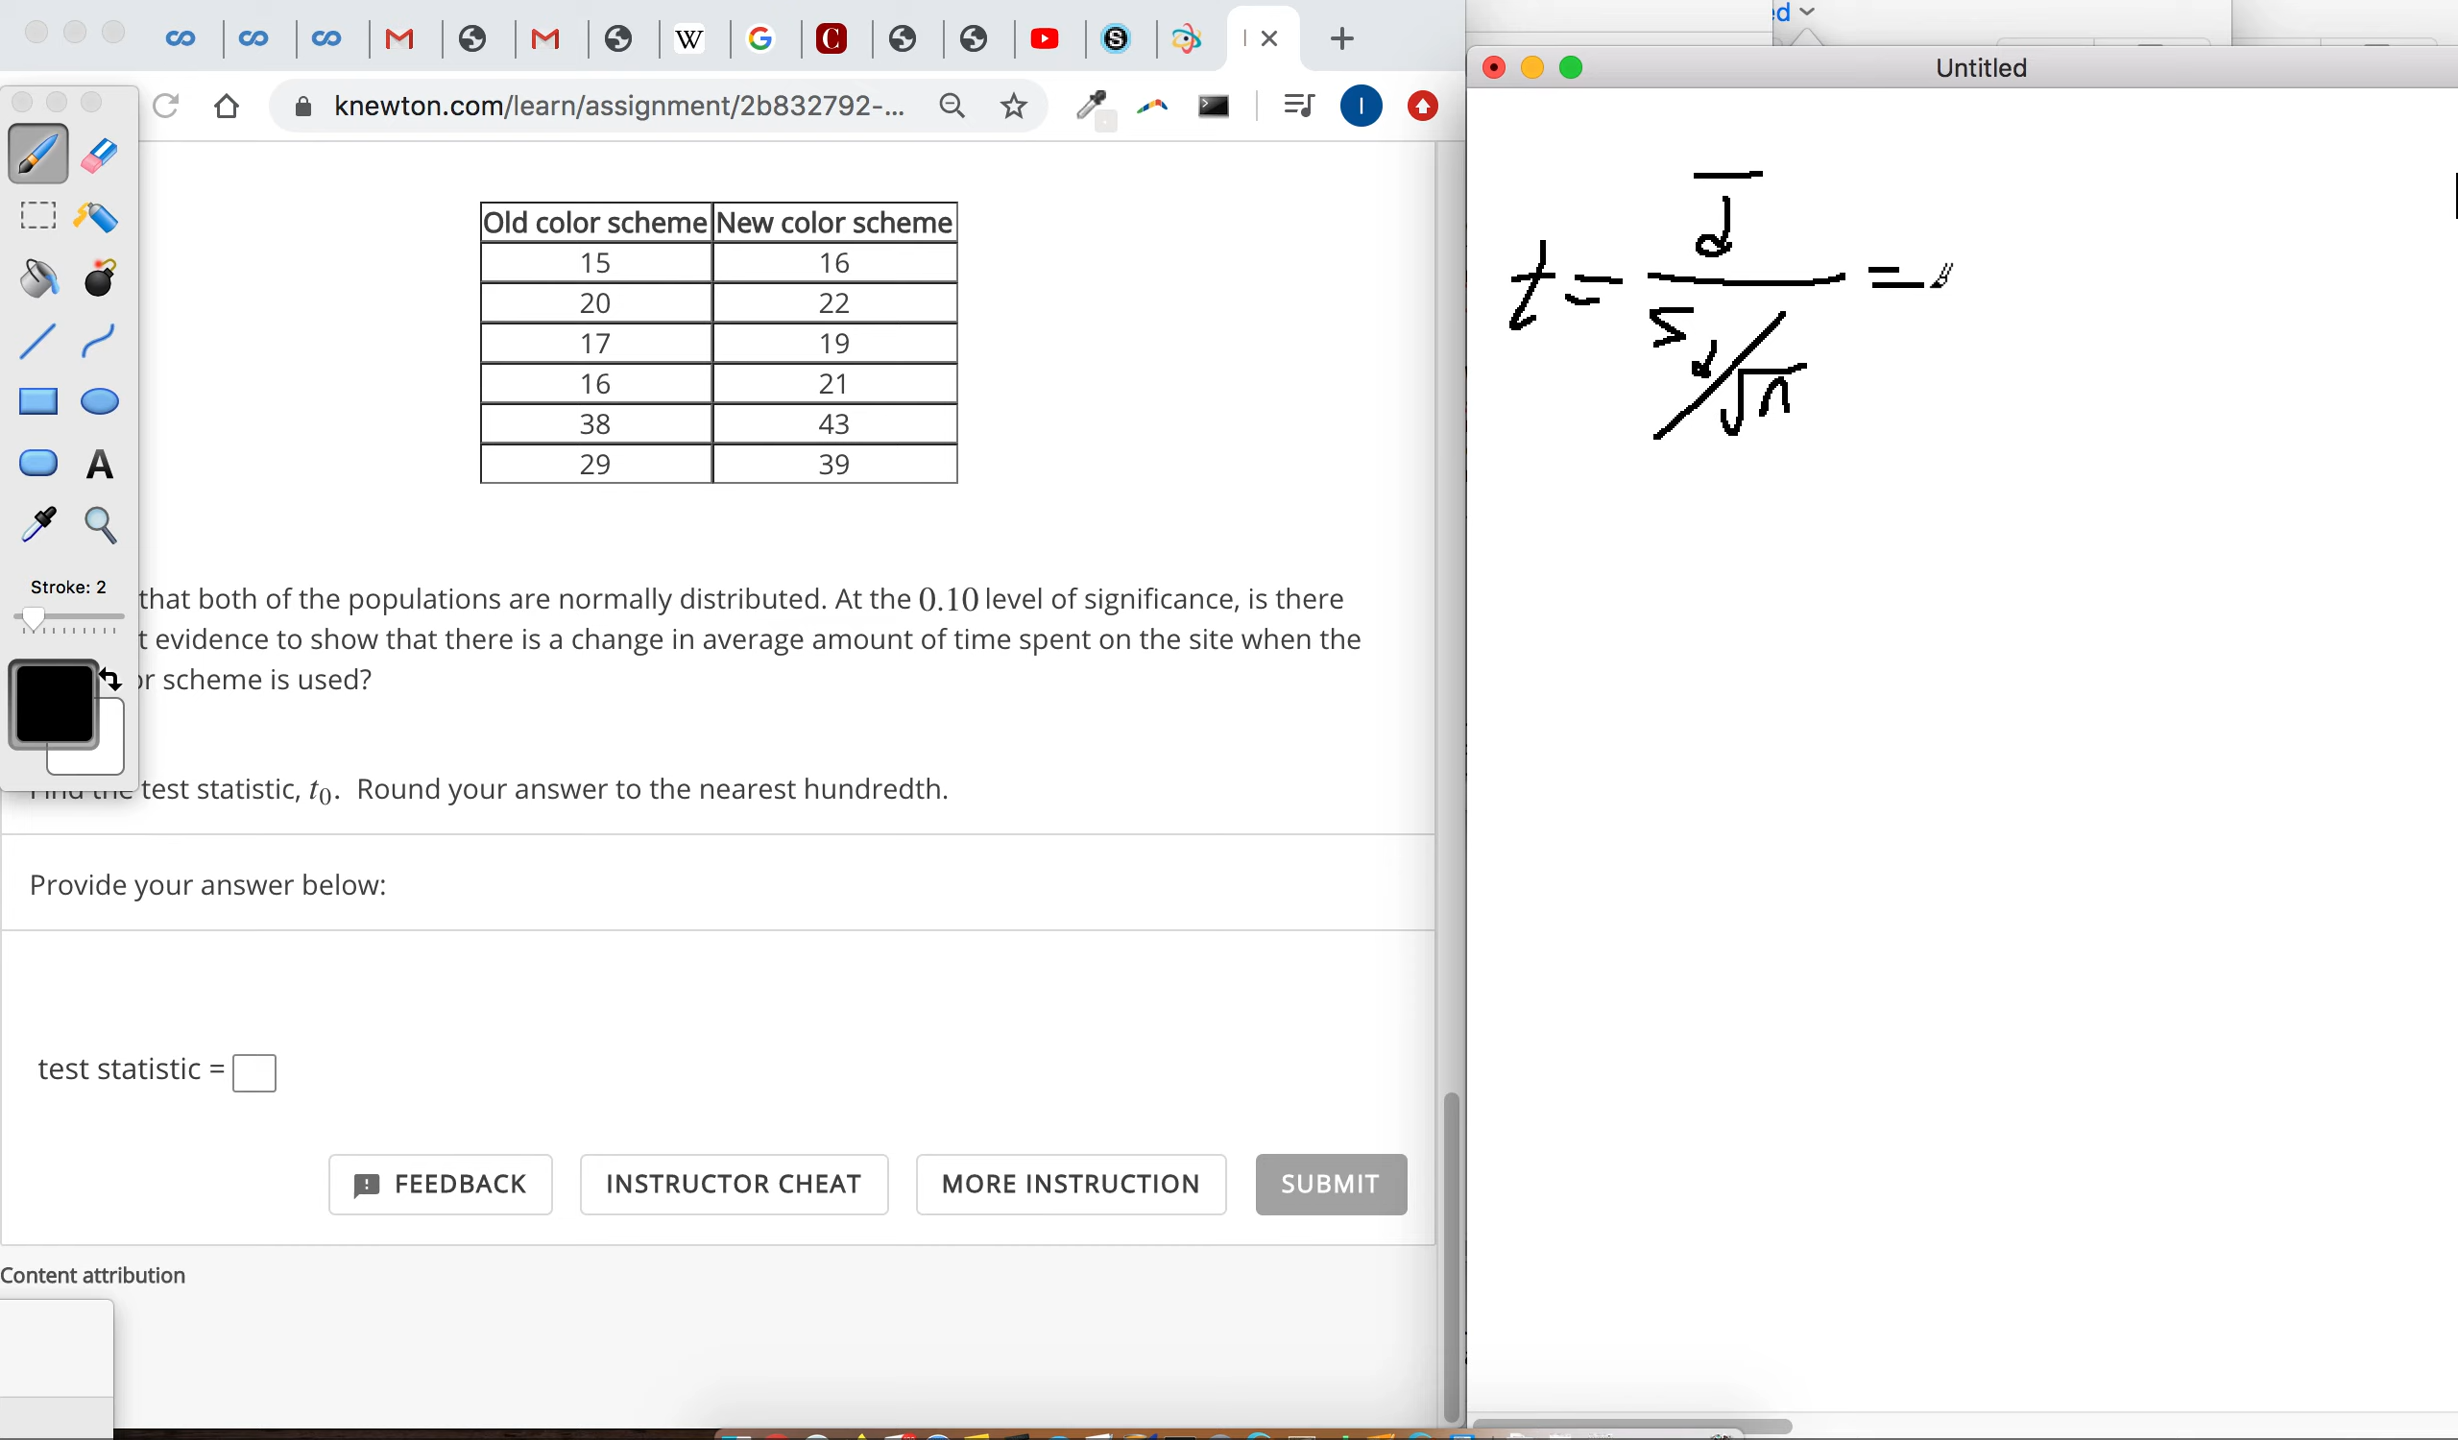 ed
Untitled
knewton.com/learn/assignment/2b832792-...
I
Old color scheme New color scheme
15 16
20 22
17 19
16 21
38 43
29 39
t = d̅ / (s_d / √n) =
Stroke: 2
that both of the populations are normally distributed. At the 0.10 level of significance, is there
t evidence to show that there is a change in average amount of time spent on the site when the
or scheme is used?
Find the test statistic, t₀. Round your answer to the nearest hundredth.
Provide your answer below:
test statistic =
FEEDBACK INSTRUCTOR CHEAT MORE INSTRUCTION SUBMIT
Content attribution